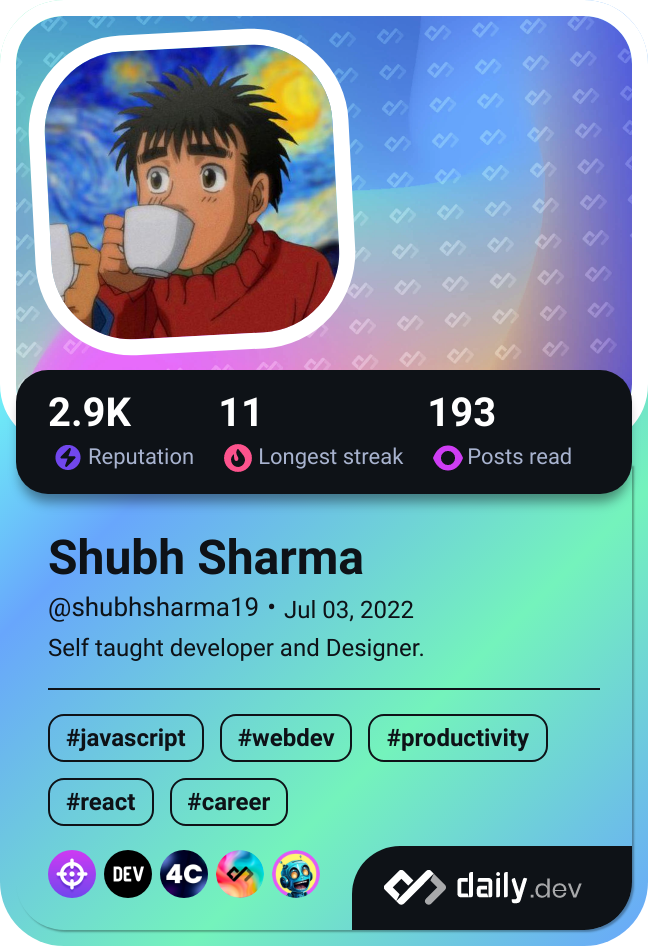 2.9K 11 193
Reputation Longest streak Posts read
Shubh Sharma
@shubhsharma19 • Jul 03, 2022
Self taught developer and Designer.
#javascript #webdev #productivity
#react #career
DEV 4C daily.dev